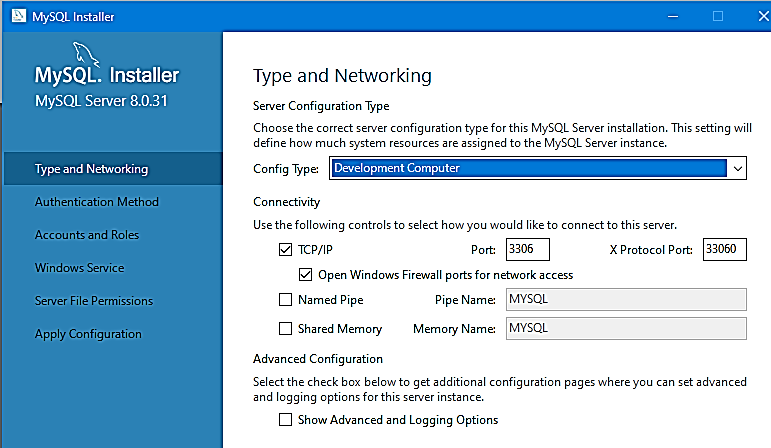 MySQL Installer
MySQL. Installer
MySQL Server 8.0.31
Type and Networking
Authentication Method
Accounts and Roles
Windows Service
Server File Permissions
Apply Configuration
Type and Networking
Server Configuration Type
Choose the correct server configuration type for this MySQL Server installation. This setting will
define how much system resources are assigned to the MySQL Server instance.
Config Type: Development Computer
Connectivity
Use the following controls to select how you would like to connect to this server.
TCP/IP Port: 3306 X Protocol Port: 33060
Open Windows Firewall ports for network access
Named Pipe Pipe Name: MYSQL
Shared Memory Memory Name: MYSQL
Advanced Configuration
Select the check box below to get additional configuration pages where you can set advanced
and logging options for this server instance.
Show Advanced and Logging Options